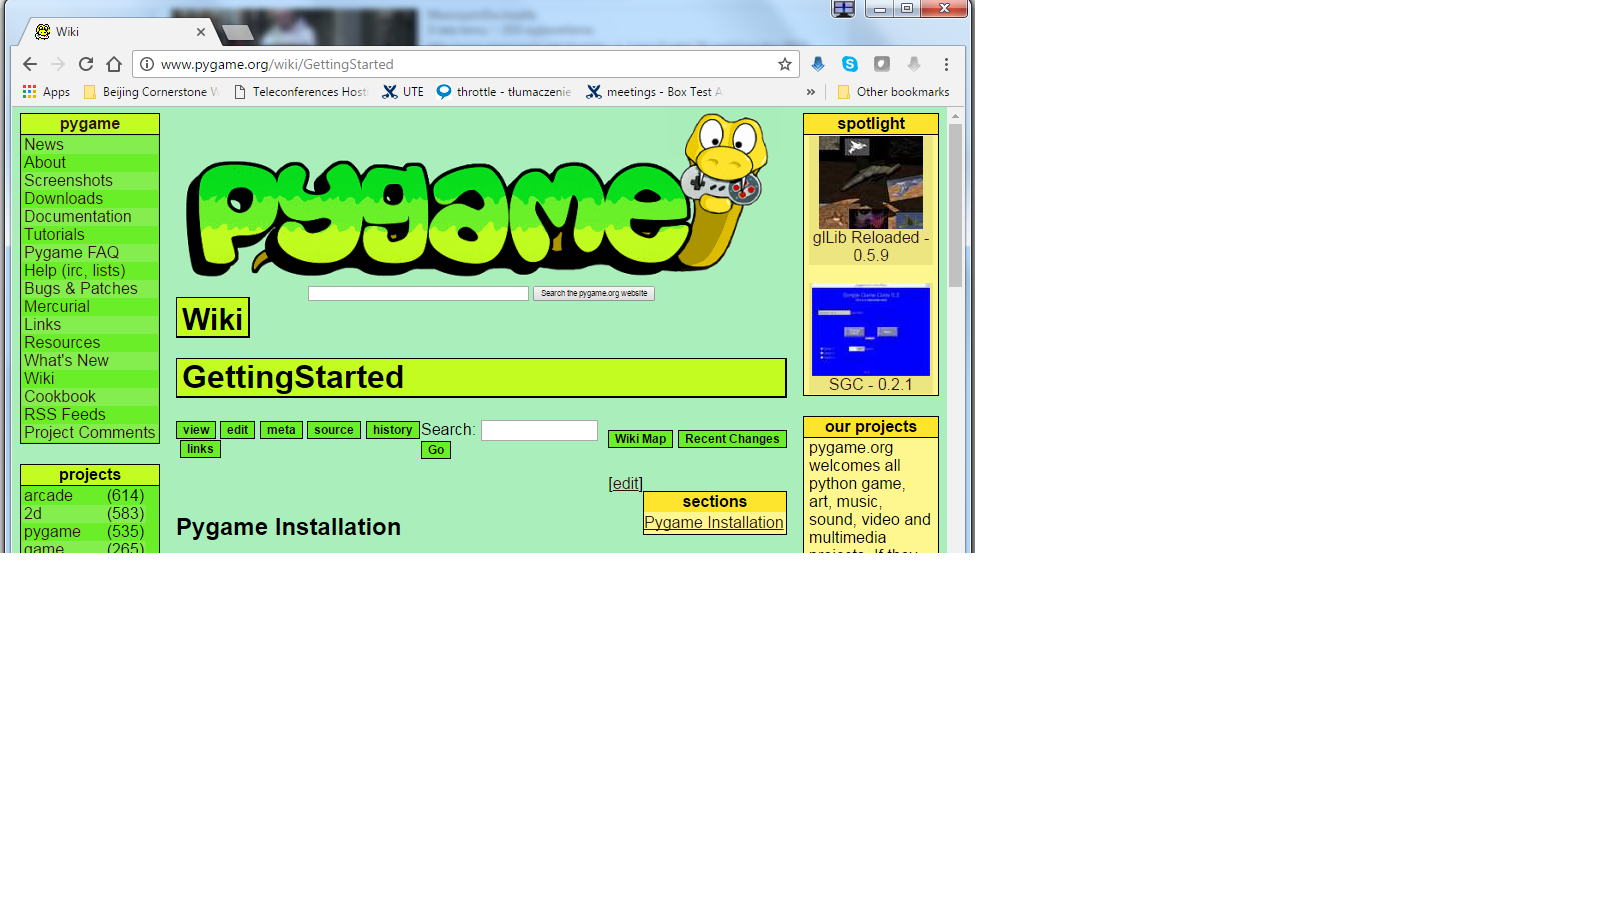 Wiki
www.pygame.org/wiki/GettingStarted
Apps
Beijing Cornerstone
Teleconferences Host
UTE
throttle - tłumaczenie
meetings - Box Test
»
Other bookmarks
pygame
News
About
Screenshots
Downloads
Documentation
Tutorials
Pygame FAQ
Help (irc, lists)
Bugs & Patches
Mercurial
Links
Resources
What's New
Wiki
Cookbook
RSS Feeds
Project Comments
projects
arcade (614)
2d (583)
pygame (535)
game (265)
pygame
Search the pygame.org website
Wiki
GettingStarted
view edit meta source history
links
Search:
Go
Wiki Map Recent Changes
[edit]
sections
Pygame Installation
Pygame Installation
spotlight
glLib Reloaded -
0.5.9
SGC - 0.2.1
our projects
pygame.org
welcomes all
python game,
art, music,
sound, video and
multimedia
projects. If they